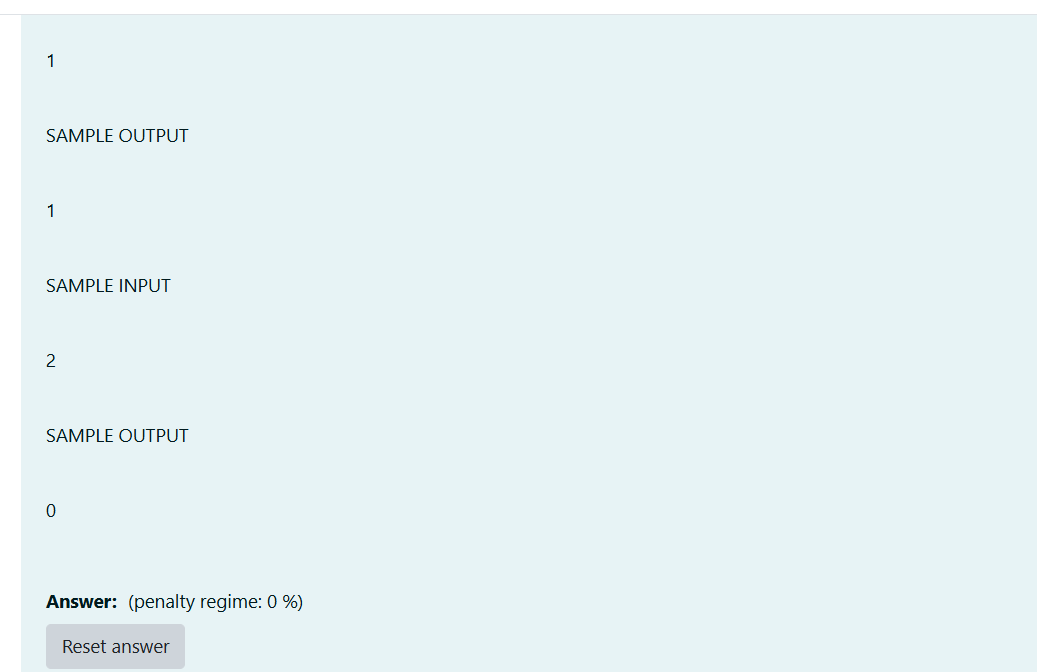 1
SAMPLE OUTPUT
1
SAMPLE INPUT
2
SAMPLE OUTPUT
0
Answer: (penalty regime: 0 %)
Reset answer